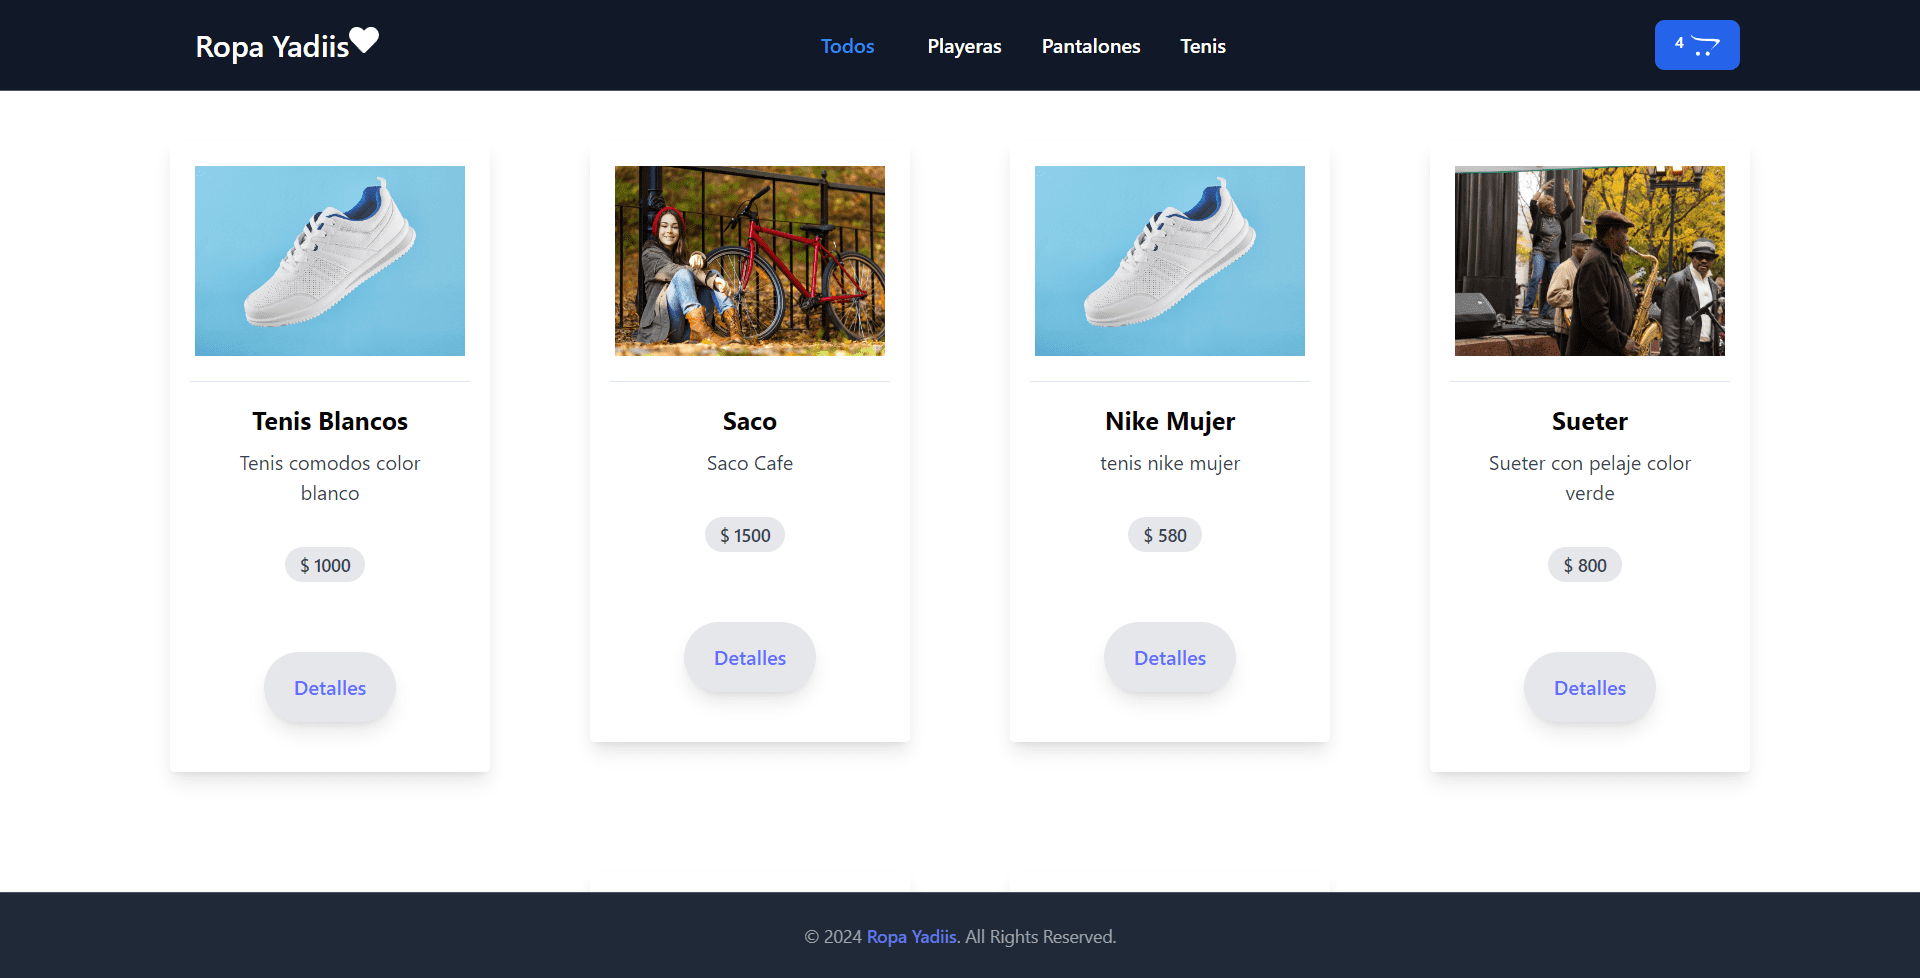 Ropa Yadiis
Todos Playeras Pantalones Tenis
4
Tenis Blancos
Tenis comodos color
blanco
$ 1000
Detalles
Saco
Saco Cafe
$ 1500
Detalles
Nike Mujer
tenis nike mujer
$ 580
Detalles
Sueter
Sueter con pelaje color
verde
$ 800
Detalles
© 2024 Ropa Yadiis. All Rights Reserved.